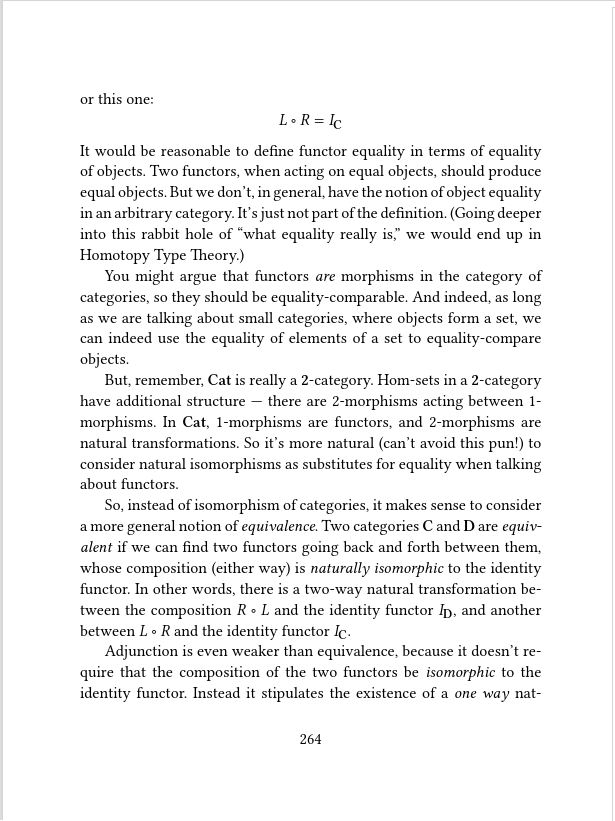 or this one:
L ∘ R = I_C
It would be reasonable to define functor equality in terms of equality
of objects. Two functors, when acting on equal objects, should produce
equal objects. But we don’t, in general, have the notion of object equality
in an arbitrary category. It’s just not part of the definition. (Going deeper
into this rabbit hole of “what equality really is,” we would end up in
Homotopy Type Theory.)
You might argue that functors are morphisms in the category of
categories, so they should be equality-comparable. And indeed, as long
as we are talking about small categories, where objects form a set, we
can indeed use the equality of elements of a set to equality-compare
objects.
But, remember, Cat is really a 2-category. Hom-sets in a 2-category
have additional structure — there are 2-morphisms acting between 1-
morphisms. In Cat, 1-morphisms are functors, and 2-morphisms are
natural transformations. So it’s more natural (can’t avoid this pun!) to
consider natural isomorphisms as substitutes for equality when talking
about functors.
So, instead of isomorphism of categories, it makes sense to consider
a more general notion of equivalence. Two categories C and D are equiv-
alent if we can find two functors going back and forth between them,
whose composition (either way) is naturally isomorphic to the identity
functor. In other words, there is a two-way natural transformation be-
tween the composition R ∘ L and the identity functor I_D, and another
between L ∘ R and the identity functor I_C.
Adjunction is even weaker than equivalence, because it doesn’t re-
quire that the composition of the two functors be isomorphic to the
identity functor. Instead it stipulates the existence of a one way nat-
264